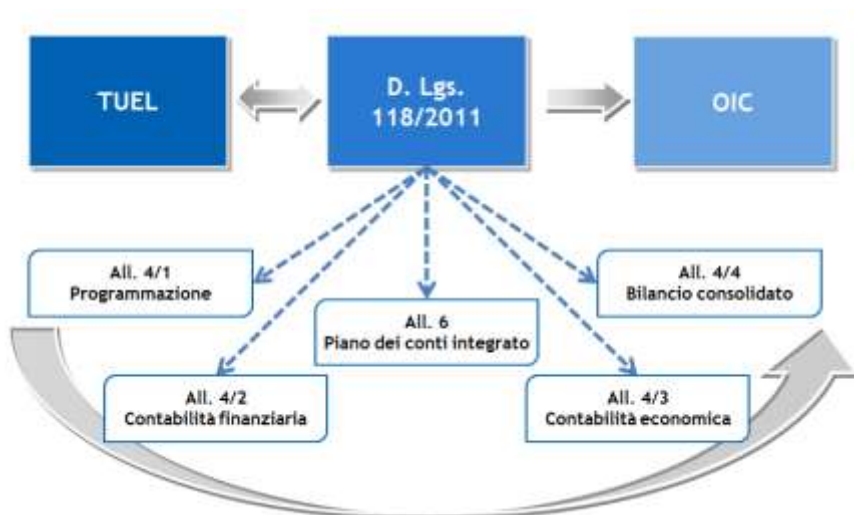 TUEL
D. Lgs.
118/2011
OIC
All. 4/1
Programmazione
All. 4/4
Bilancio consolidato
All. 6
Piano dei conti integrato
All. 4/2
Contabilità finanziaria
All. 4/3
Contabilità economica